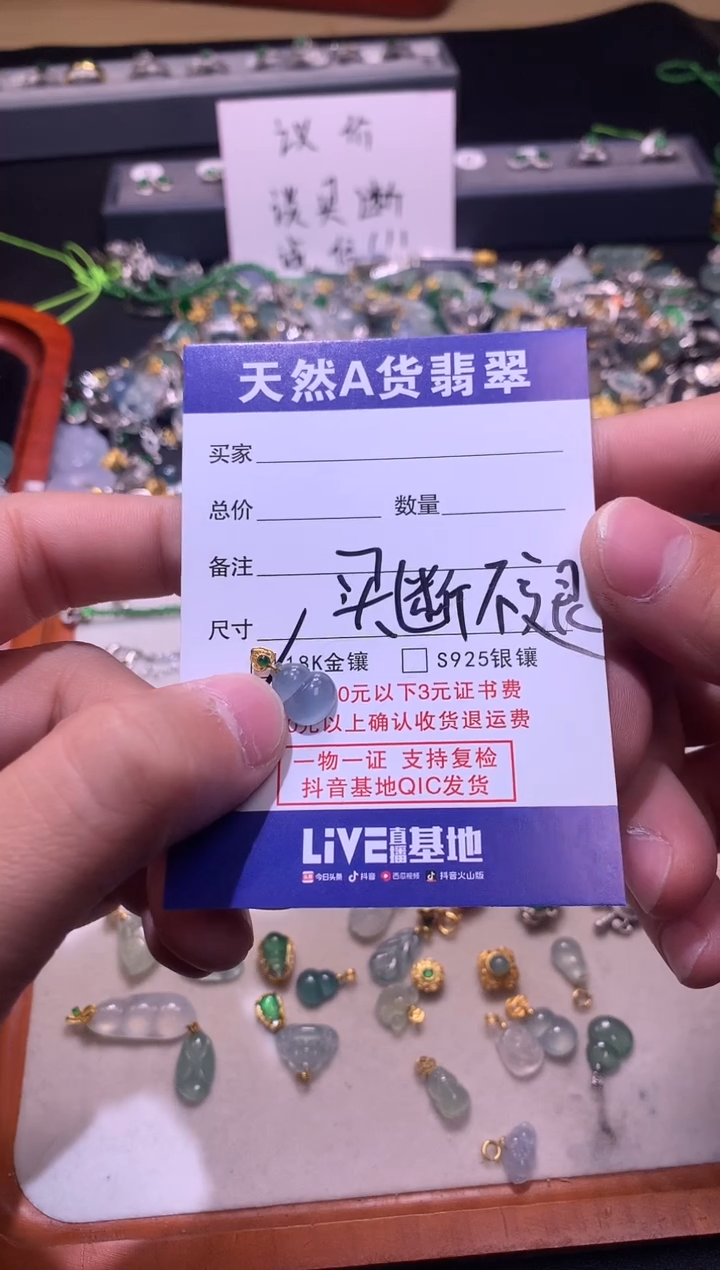 议价
谈买断
天然A货翡翠
买家
总价 数量
备注
买断不退
尺寸
18K金镶 □ S925银镶
0元以下3元证书费
0元以上确认收货退运费
一物一证 支持复检
抖音基地QIC发货
LiVE直播基地
今日头条 抖音 西瓜视频 抖音火山版